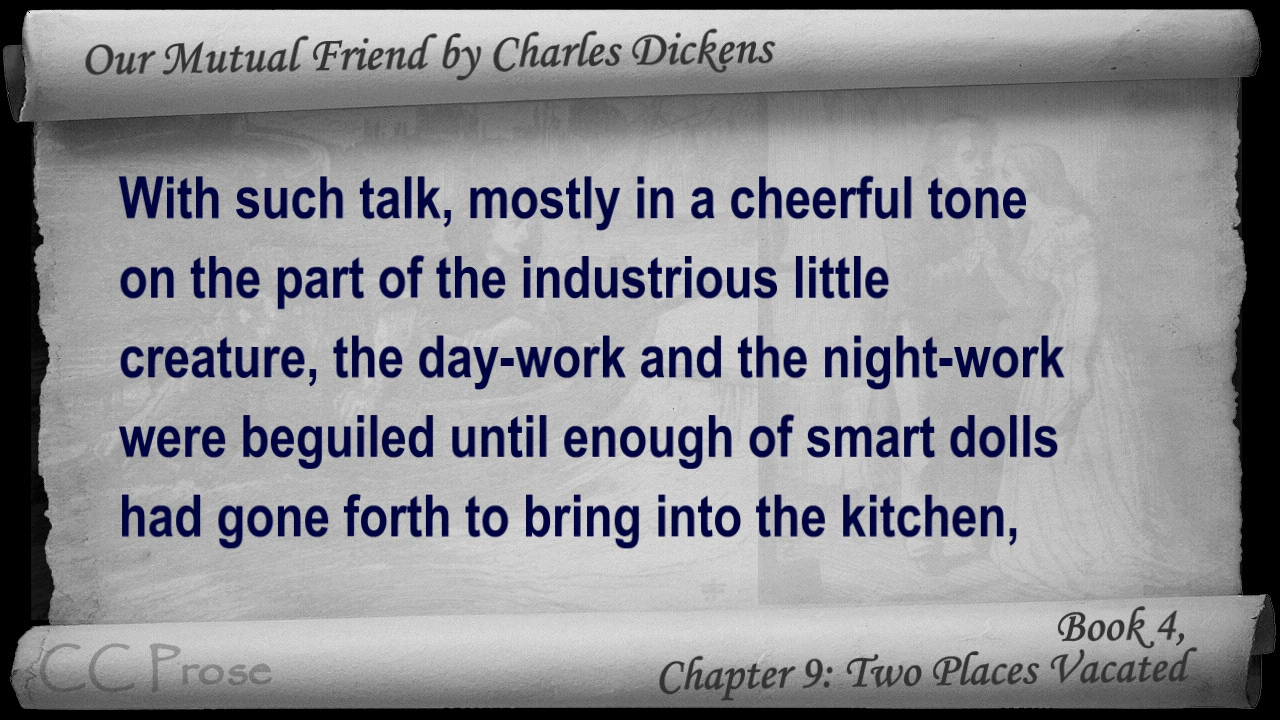 Our Mutual Friend by Charles Dickens
With such talk, mostly in a cheerful tone
on the part of the industrious little
creature, the day-work and the night-work
were beguiled until enough of smart dolls
had gone forth to bring into the kitchen,
Book 4,
Chapter 9: Two Places Vacated
CC Prose